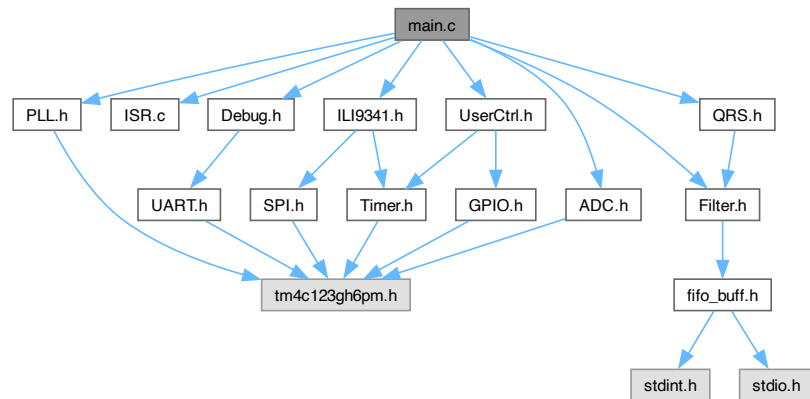 main.c
PLL.h
ISR.c
Debug.h
ILI9341.h
UserCtrl.h
QRS.h
UART.h
SPI.h
Timer.h
GPIO.h
ADC.h
Filter.h
tm4c123gh6pm.h
fifo_buff.h
stdint.h
stdio.h